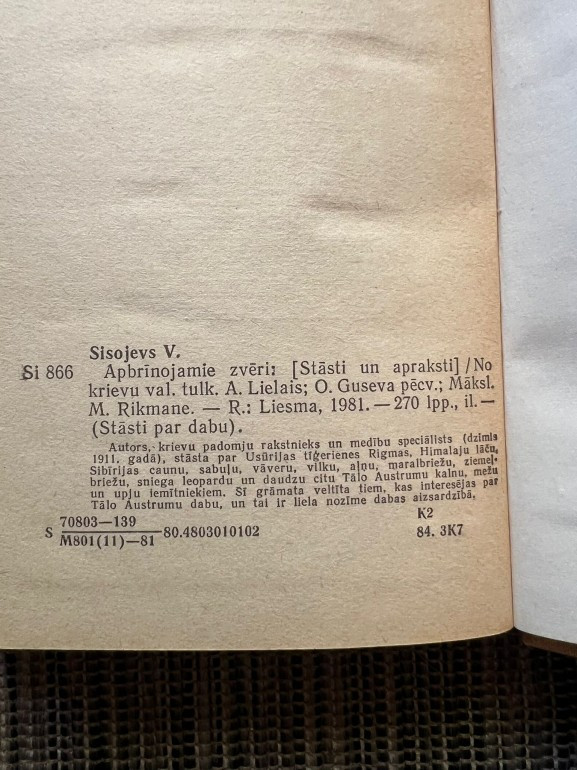 Sisojevs V.
Si 866 Apbrīnojamie zvēri: [Stāsti un apraksti]/No
krievu val. tulk. A. Lielais; O. Guseva pēcv.; Māksl.
M. Rikmane. — R.: Liesma, 1981. — 270 lpp., il. —
(Stāsti par dabu).
Autors, krievu padomju rakstnieks un medību speciālists (dzimis
1911. gadā), stāsta par Usūrijas tīģerienes Rigmas, Himalaju lāču,
Sibīrijas caunu, sabuļu, vāveru, vilku, aļņu, maralbriežu, ziemeļ-
briežu, sniega leopardu un daudzu citu Tālo Austrumu kalnu, mežu
un upju iemītniekiem. Šī grāmata veltīta tiem, kas interesējas par
Tālo Austrumu dabu, un tai ir liela nozīme dabas aizsardzībā.
S 70803—139
M801(11)—81 80.4803010102
K2
84. 3K7